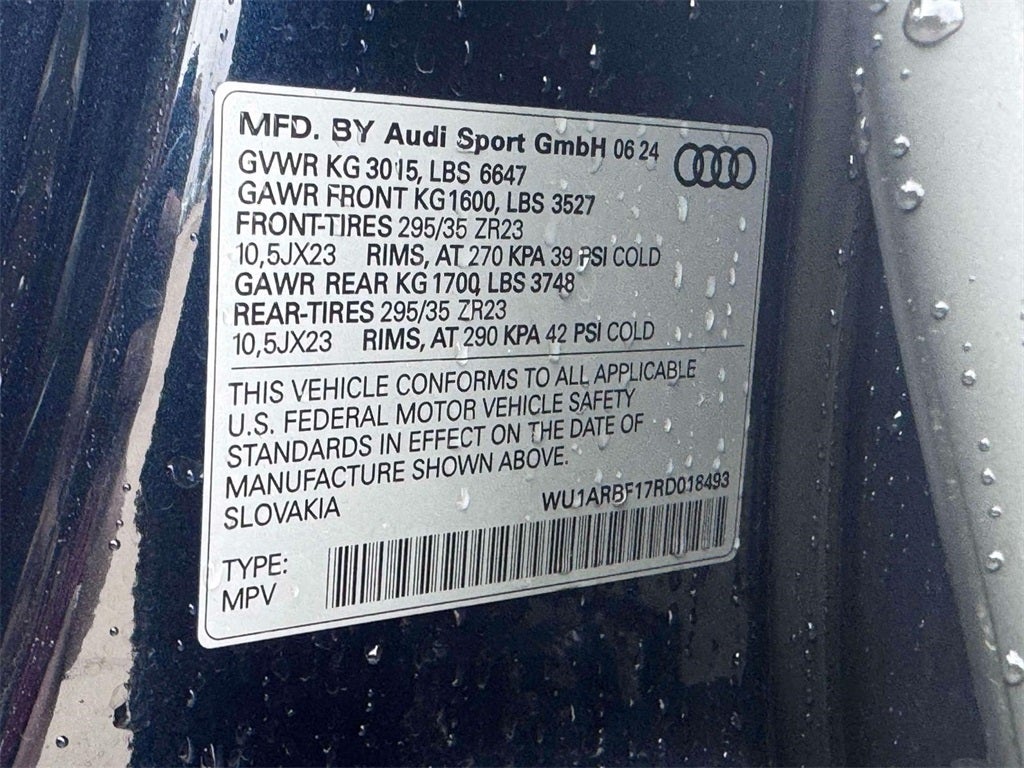 MFD. BY Audi Sport GmbH 06 24
GVWR KG 3015, LBS 6647
GAWR FRONT KG1600, LBS 3527
FRONT-TIRES 295/35 ZR23
10,5JX23 RIMS, AT 270 KPA 39 PSI COLD
GAWR REAR KG 1700, LBS 3748
REAR-TIRES 295/35 ZR23
10,5JX23 RIMS, AT 290 KPA 42 PSI COLD
THIS VEHICLE CONFORMS TO ALL APPLICABLE
U.S. FEDERAL MOTOR VEHICLE SAFETY
STANDARDS IN EFFECT ON THE DATE OF
MANUFACTURE SHOWN ABOVE.
SLOVAKIA
WU1ARBF17RD018493
TYPE:
MPV